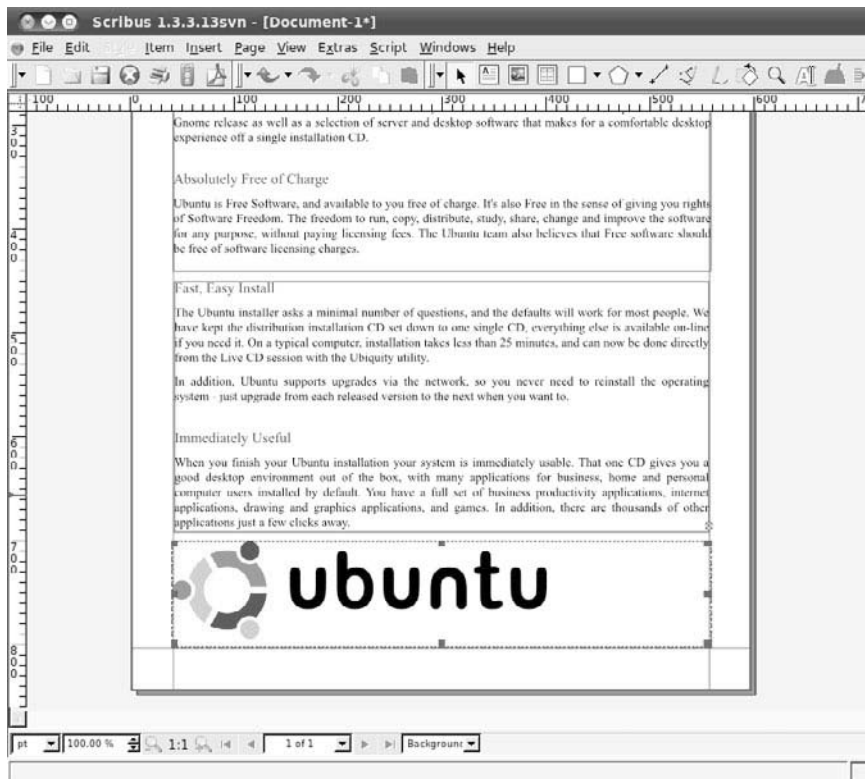 Scribus 1.3.3.13svn - [Document-1*]
File Edit Style Item Insert Page View Extras Script Windows Help
100 0 100 200 300 400 500 600
300
400
500
600
700
800
Gnome release as well as a selection of server and desktop software that makes for a comfortable desktop
experience off a single installation CD.
Absolutely Free of Charge
Ubuntu is Free Software, and available to you free of charge. It's also Free in the sense of giving you rights
of Software Freedom. The freedom to run, copy, distribute, study, share, change and improve the software
for any purpose, without paying licensing fees. The Ubuntu team also believes that Free software should
be free of software licensing charges.
Fast, Easy Install
The Ubuntu installer asks a minimal number of questions, and the defaults will work for most people. We
have kept the distribution installation CD set down to one single CD, everything else is available on-line
if you need it. On a typical computer, installation takes less than 25 minutes, and can now be done directly
from the Live CD session with the Ubiquity utility.
In addition, Ubuntu supports upgrades via the network, so you never need to reinstall the operating
system - just upgrade from each released version to the next when you want to.
Immediately Useful
When you finish your Ubuntu installation your system is immediately usable. That one CD gives you a
good desktop environment out of the box, with many applications for business, home and personal
computer users installed by default. You have a full set of business productivity applications, internet
applications, drawing and graphics applications, and games. In addition, there are thousands of other
applications just a few clicks away.
ubuntu
pt 100.00 % 1:1 1 of 1 Background